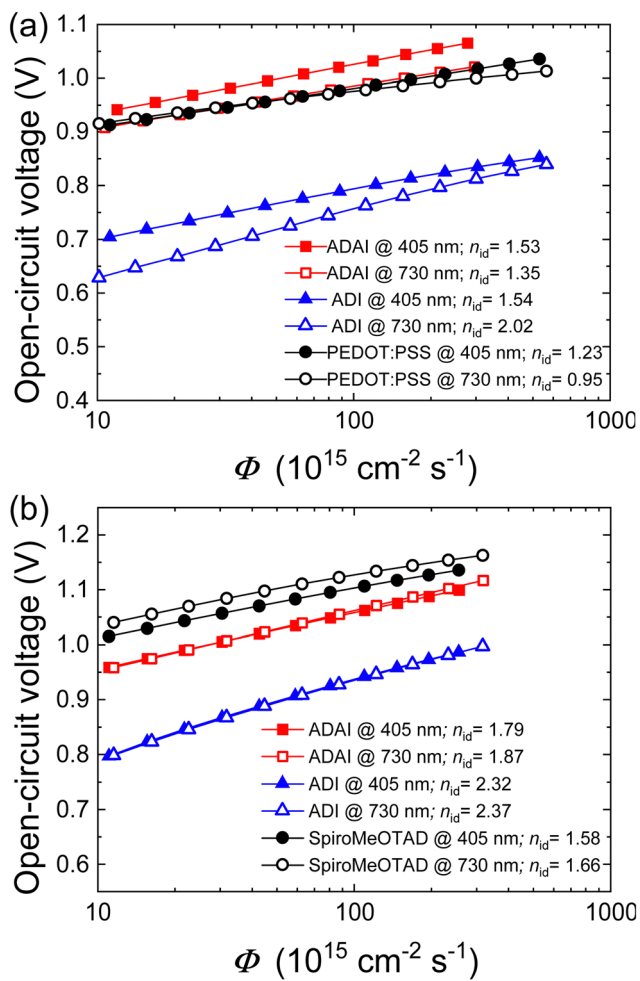 (a)
1.1
1.0
0.9
0.8
0.7
0.6
0.5
0.4
Open-circuit voltage (V)
ADAI @ 405 nm; nid = 1.53
ADAI @ 730 nm; nid = 1.35
ADI @ 405 nm; nid = 1.54
ADI @ 730 nm; nid = 2.02
PEDOT:PSS @ 405 nm; nid = 1.23
PEDOT:PSS @ 730 nm; nid = 0.95
10 100 1000
Φ (10¹⁵ cm⁻² s⁻¹)
(b)
1.2
1.1
1.0
0.9
0.8
0.7
0.6
Open-circuit voltage (V)
ADAI @ 405 nm; nid= 1.79
ADAI @ 730 nm; nid= 1.87
ADI @ 405 nm; nid= 2.32
ADI @ 730 nm; nid= 2.37
SpiroMeOTAD @ 405 nm; nid= 1.58
SpiroMeOTAD @ 730 nm; nid= 1.66
10 100 1000
Φ (10¹⁵ cm⁻² s⁻¹)